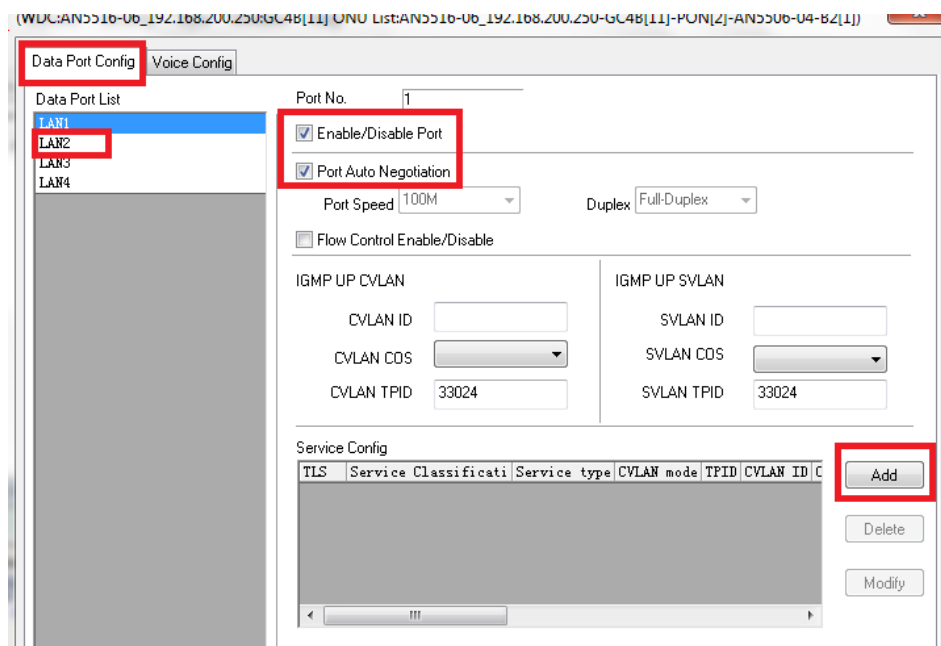 (WDC:AN5516-06_192.168.200.250:GC4B[11] ONU List:AN5516-06_192.168.200.250-GC4B[11]-PON[2]-AN5506-04-B2[1])
Data Port Config Voice Config
Data Port List
LAN1
LAN2
LAN3
LAN4
Port No. 1
Enable/Disable Port
Port Auto Negotiation
Port Speed 100M Duplex Full-Duplex
Flow Control Enable/Disable
IGMP UP CVLAN IGMP UP SVLAN
CVLAN ID SVLAN ID
CVLAN COS SVLAN COS
CVLAN TPID 33024 SVLAN TPID 33024
Service Config
TLS Service Classificati Service type CVLAN mode TPID CVLAN ID C
Add
Delete
Modify